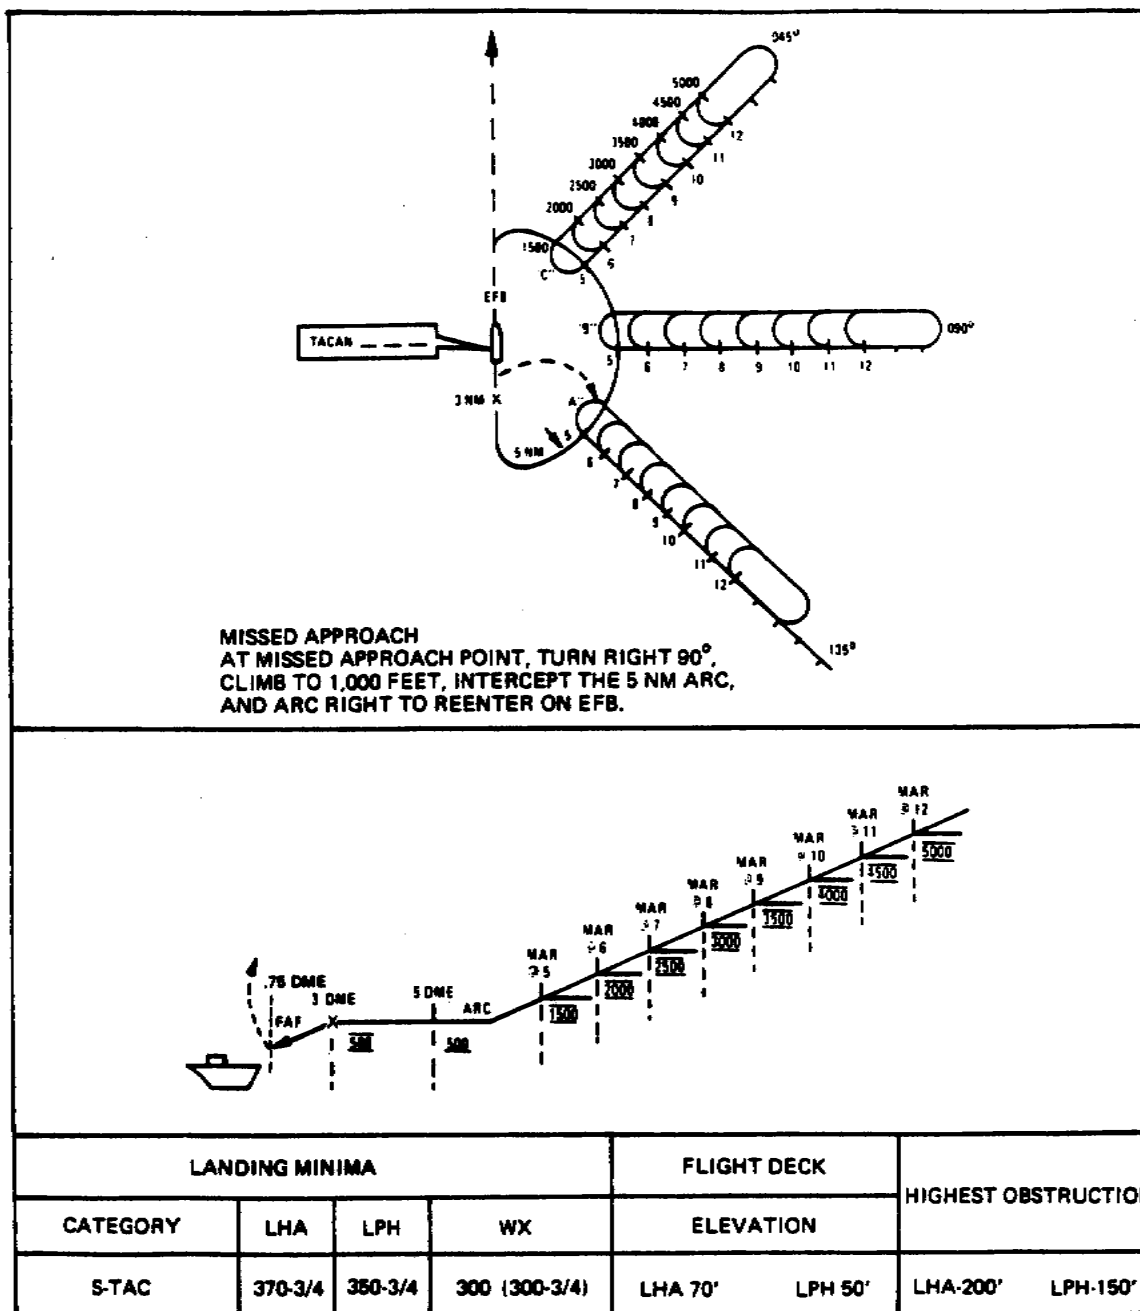 045°
5000
4500
4000
3500
3000
2500
2000
1500
12
11
10
9
8
7
6
5
C"
EFB
TACAN
"B"
090°
5 6 7 8 9 10 11 12
3 NM
A"
5 NM
5
6
7
8
9
10
11
12
135°
MISSED APPROACH
AT MISSED APPROACH POINT, TURN RIGHT 90°,
CLIMB TO 1,000 FEET, INTERCEPT THE 5 NM ARC,
AND ARC RIGHT TO REENTER ON EFB.
MAR @ 12
5000
MAR @ 11
4500
MAR @ 10
4000
MAR @ 9
3500
MAR @ 8
3000
MAR @ 7
2500
MAR @ 6
2000
MAR @ 5
1500
ARC
5 DME
500
3 DME
500
.75 DME
FAF
LANDING MINIMA FLIGHT DECK HIGHEST OBSTRUCTION
CATEGORY LHA LPH WX ELEVATION
S-TAC 370-3/4 350-3/4 300 (300-3/4) LHA 70' LPH 50' LHA-200' LPH-150'